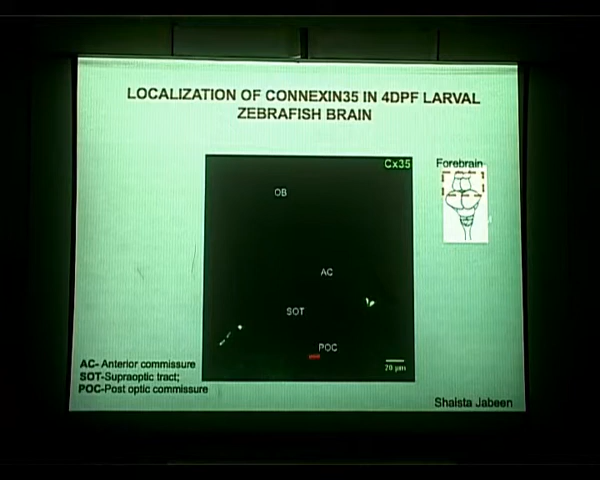 LOCALIZATION OF CONNEXIN35 IN 4DPF LARVAL
ZEBRAFISH BRAIN
Cx35
Forebrain
OB
AC
SOT
POC
20 µm
AC- Anterior commissure
SOT-Supraoptic tract;
POC-Post optic commissure
Shaista Jabeen